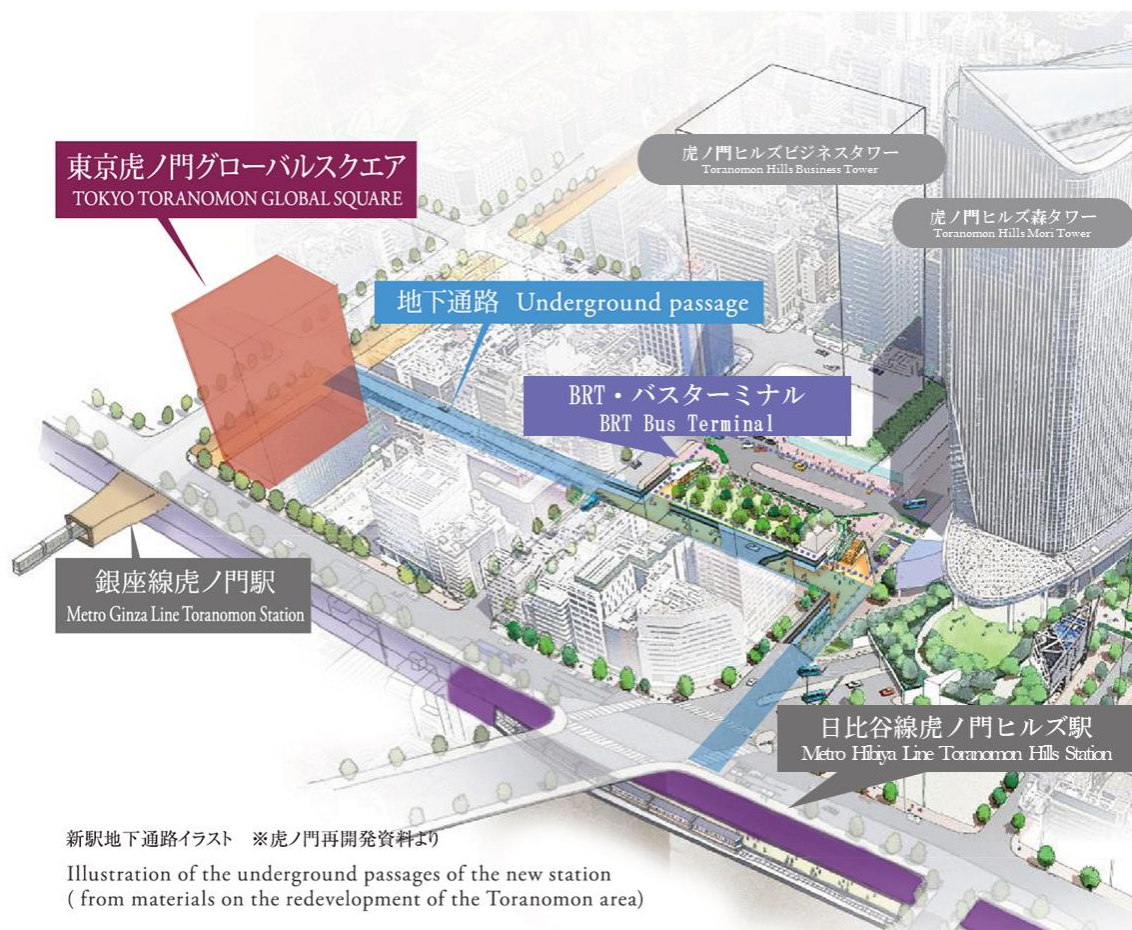 東京虎ノ門グローバルスクエア
TOKYO TORANOMON GLOBAL SQUARE
虎ノ門ヒルズビジネスタワー
Toranomon Hills Business Tower
虎ノ門ヒルズ森タワー
Toranomon Hills Mori Tower
地下通路 Underground passage
BRT・バスターミナル
BRT Bus Terminal
銀座線虎ノ門駅
Metro Ginza Line Toranomon Station
日比谷線虎ノ門ヒルズ駅
Metro Hibiya Line Toranomon Hills Station
新駅地下通路イラスト ※虎ノ門再開発資料より
Illustration of the underground passages of the new station
( from materials on the redevelopment of the Toranomon area)